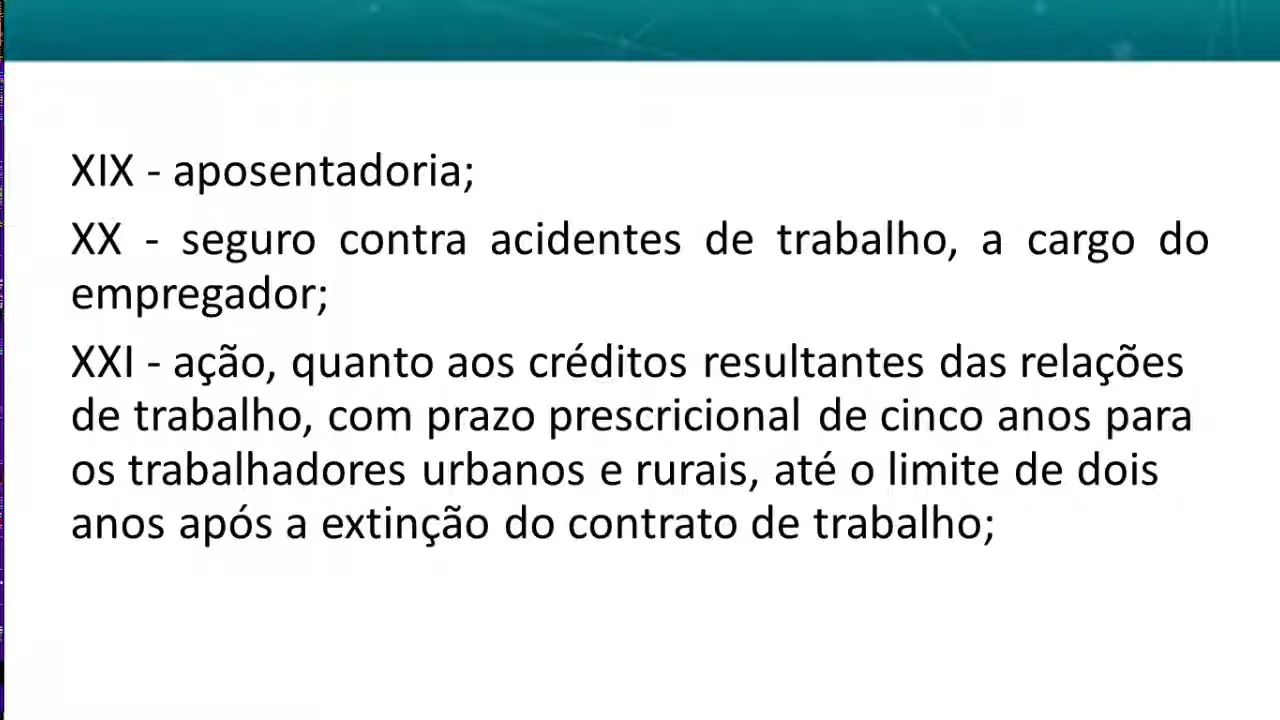 XIX - aposentadoria;
XX - seguro contra acidentes de trabalho, a cargo do
empregador;
XXI - ação, quanto aos créditos resultantes das relações
de trabalho, com prazo prescricional de cinco anos para
os trabalhadores urbanos e rurais, até o limite de dois
anos após a extinção do contrato de trabalho;